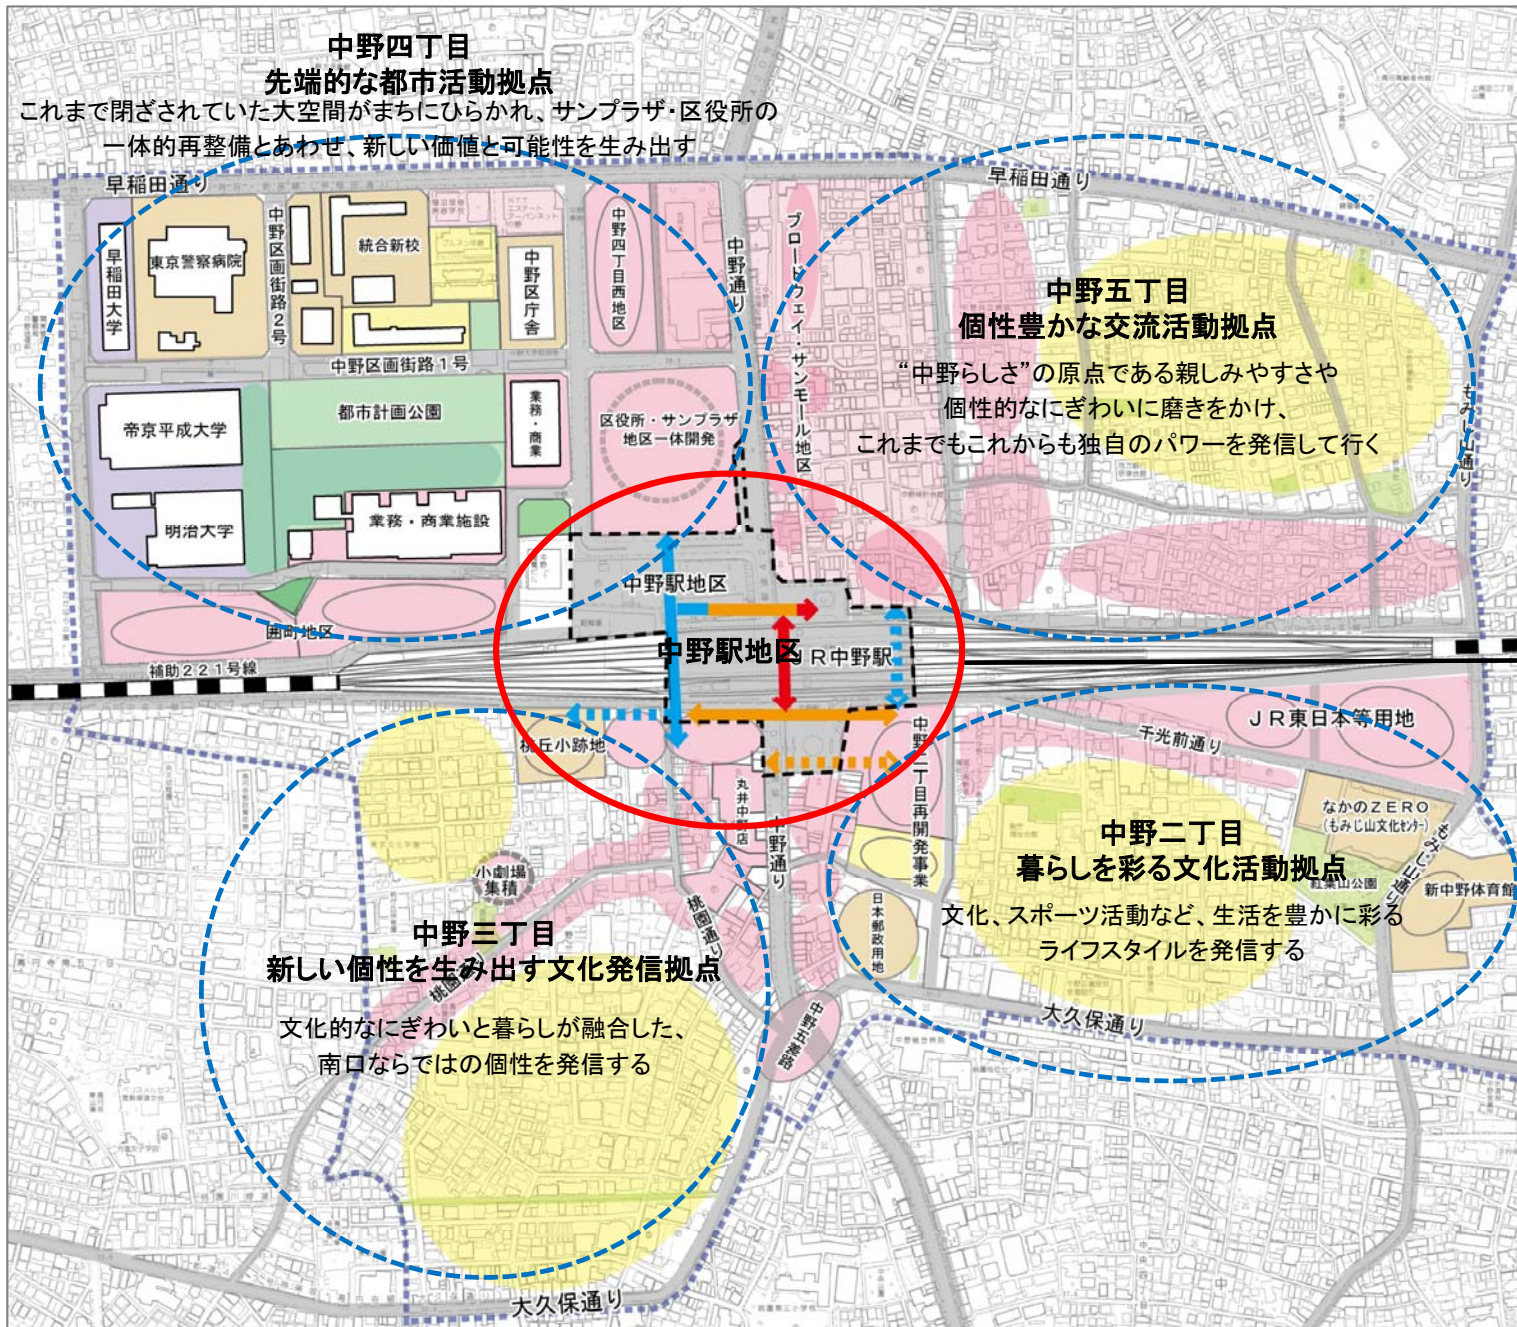 中野四丁目
先端的な都市活動拠点
これまで閉ざされていた大空間がまちにひらかれ、サンプラザ・区役所の
一体的再整備とあわせ、新しい価値と可能性を生み出す
早稲田通り
早稲田通り
早稲田大学
東京警察病院
中野区画街路2号
統合新校
中野区庁舎
中野四丁目西地区
中野通り
ブロードウェイ・サンモール地区
中野五丁目
個性豊かな交流活動拠点
“中野らしさ”の原点である親しみやすさや
個性的なにぎわいに磨きをかけ、
これまでもこれからも独自のパワーを発信して行く
もみじ山通り
中野区画街路1号
帝京平成大学
都市計画公園
業務・商業
区役所・サンプラザ
地区一体開発
明治大学
業務・商業施設
囲町地区
中野駅地区
中野駅地区
JR中野駅
補助221号線
桃丘小跡地
丸井中野店
中野通り
中野二丁目再開発事業
JR東日本等用地
千光前通り
なかのZERO
(もみじ山文化センター)
もみじ山通り
中野二丁目
暮らしを彩る文化活動拠点
紅葉山公園
新中野体育館
文化、スポーツ活動など、生活を豊かに彩る
ライフスタイルを発信する
日本郵政用地
小劇場
集積
桃園通り
中野三丁目
新しい個性を生み出す文化発信拠点
桃園通り
文化的なにぎわいと暮らしが融合した、
南口ならではの個性を発信する
中野五差路
大久保通り
大久保通り